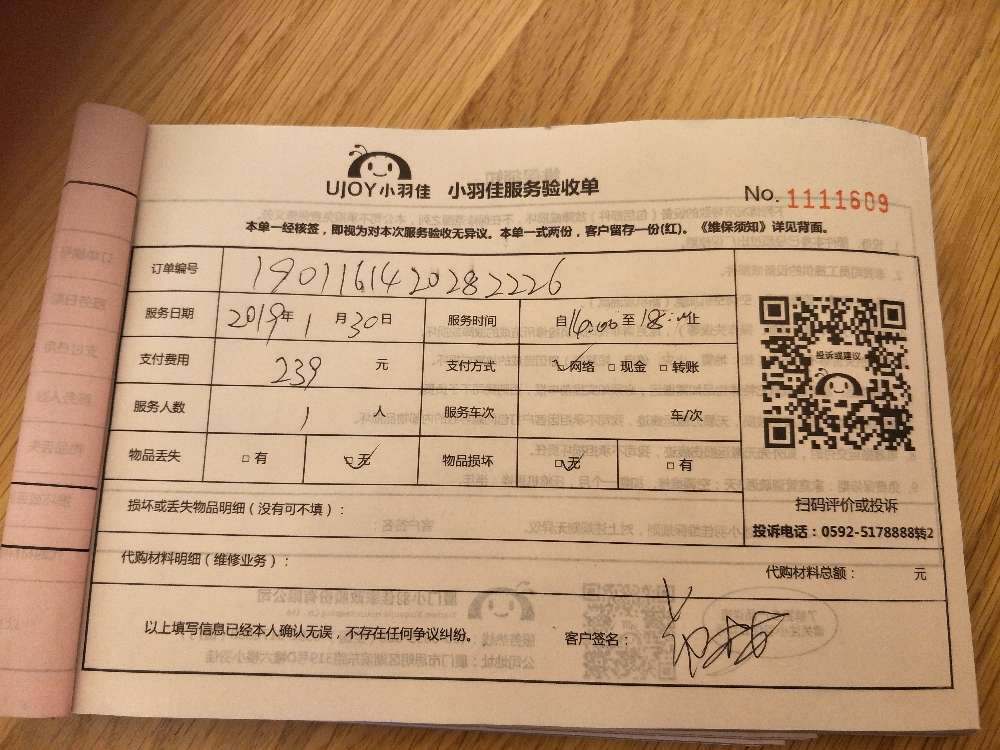 UJOY小羽佳 小羽佳服务验收单
No. 1111609
本单一经核签，即视为对本次服务验收无异议。本单一式两份，客户留存一份(红)。《维保须知》详见背面。
订单编号 1901161420282226
服务日期 2019年 1 月 30 日 服务时间 自14:00至18:00止
支付费用 239 元 支付方式 ☑网络 □现金 □转账
服务人数 1 人 服务车次 车/次
物品丢失 □有 ☑无 物品损坏 ☑无 □有
损坏或丢失物品明细（没有可不填）：
投诉或建议
扫码评价或投诉
投诉电话：0592-5178888转2
代购材料明细（维修业务）：
代购材料总额： 元
以上填写信息已经本人确认无误，不存在任何争议纠纷。 客户签名：